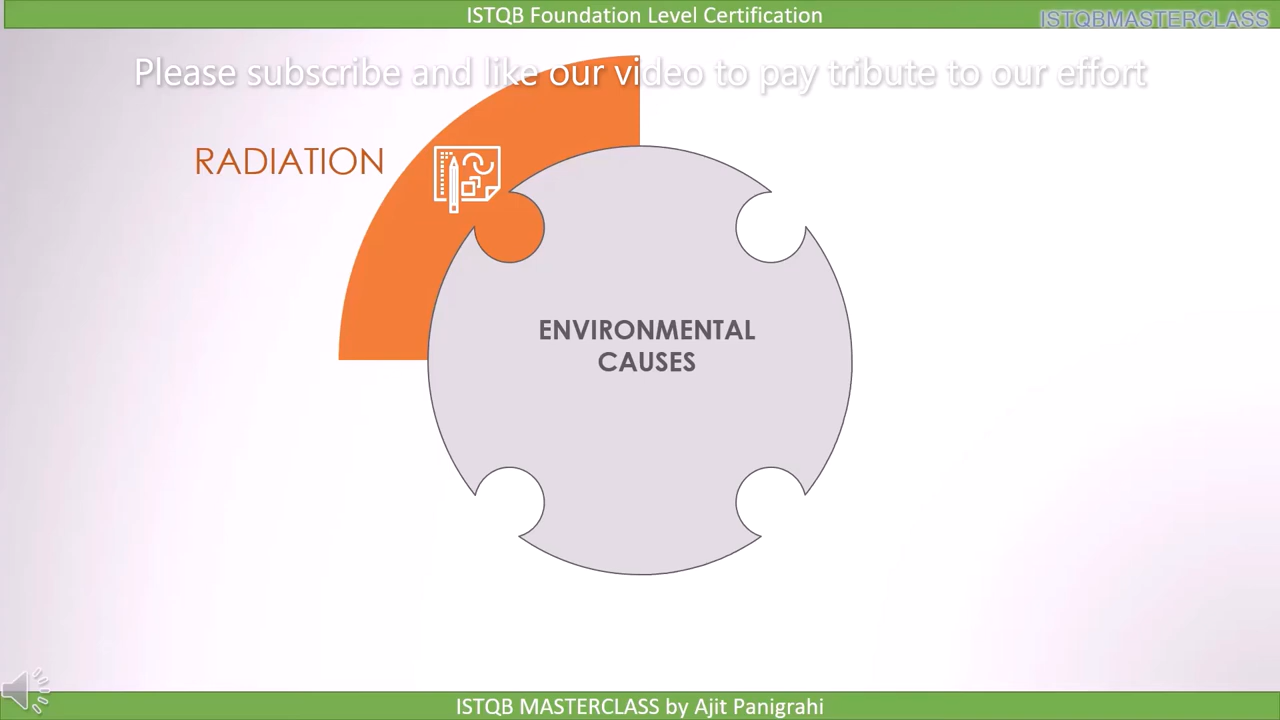 ISTQB Foundation Level Certification
ISTQBMASTERCLASS
Please subscribe and like our video to pay tribute to our effort
RADIATION
ENVIRONMENTAL
CAUSES
ISTQB MASTERCLASS by Ajit Panigrahi